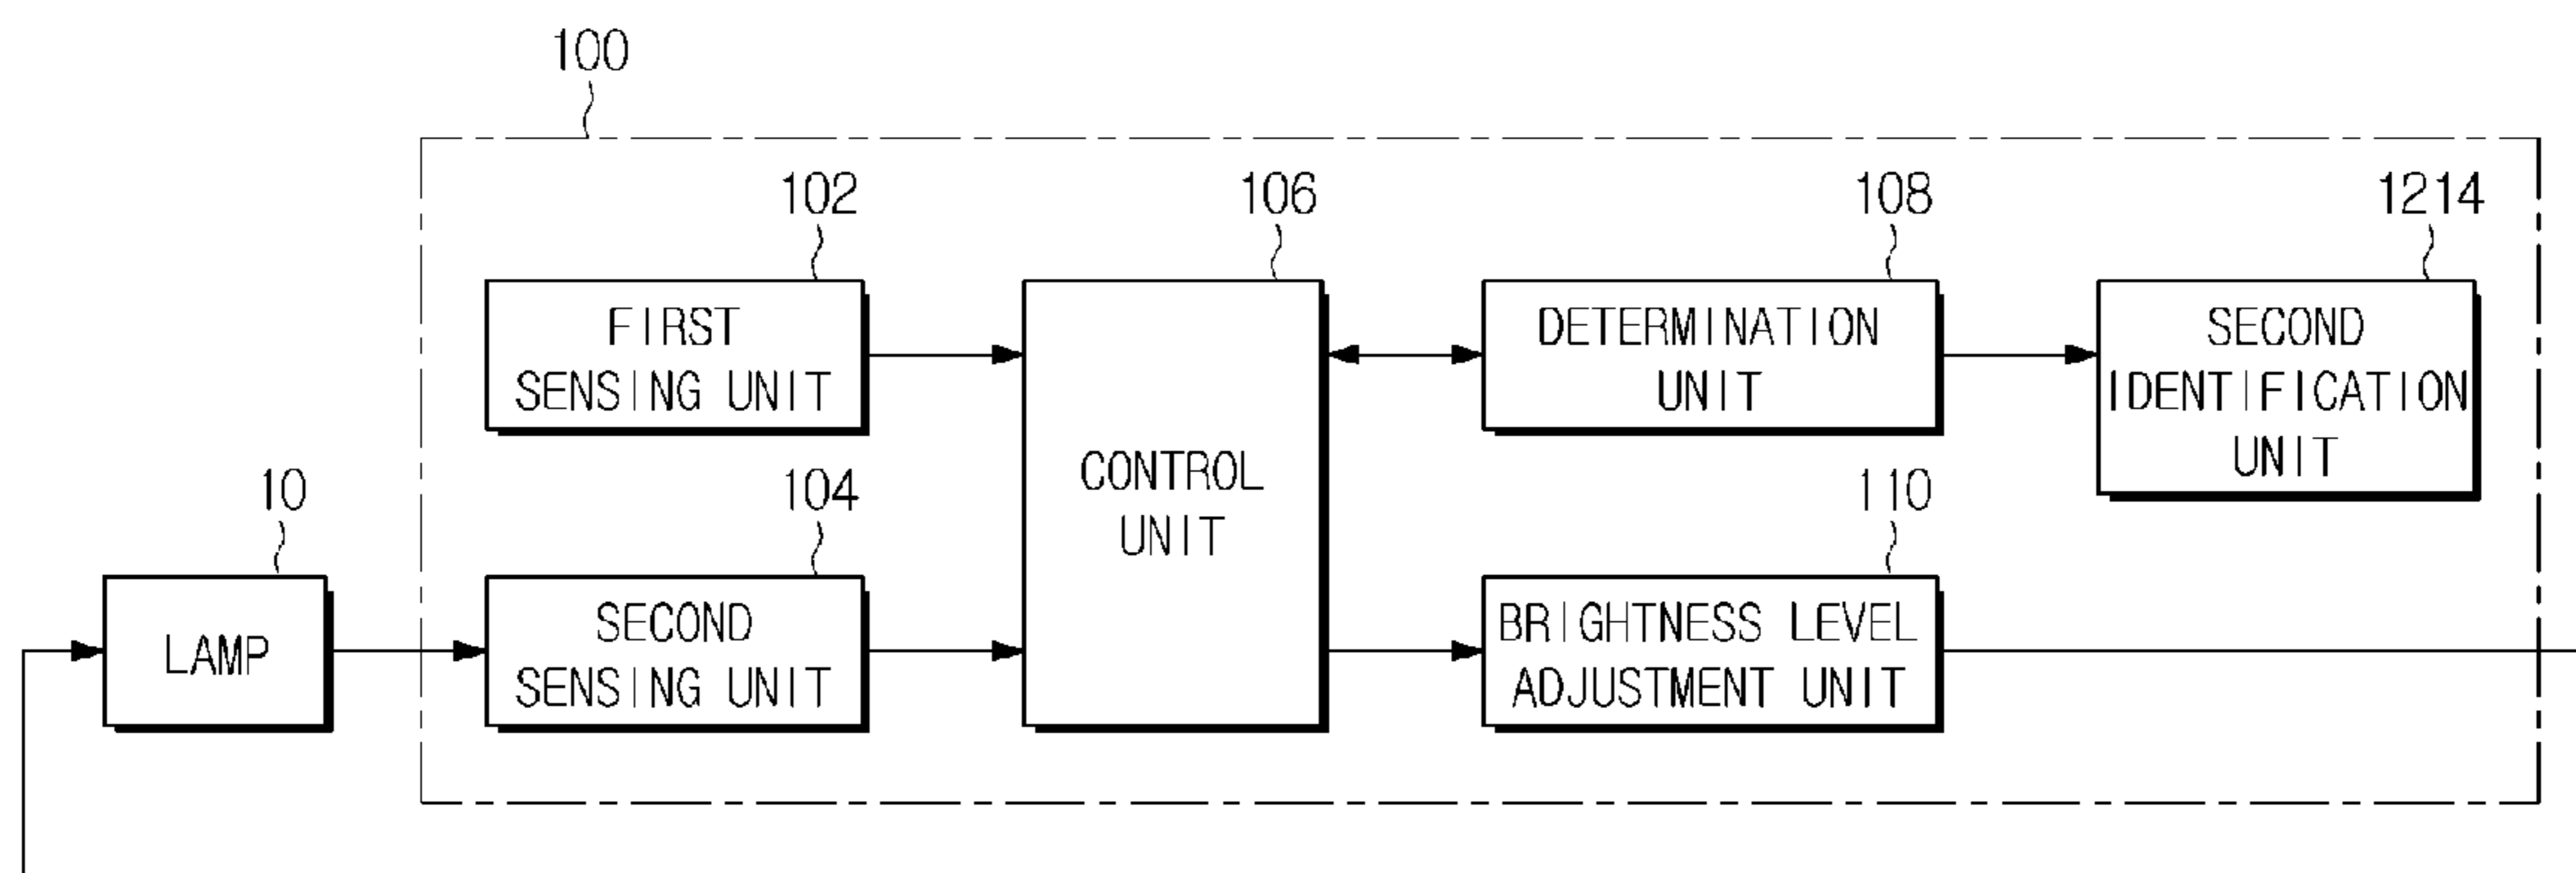 100
102
106
108
1214
FIRST
SENSING UNIT
DETERMINATION
UNIT
SECOND
IDENTIFICATION
UNIT
CONTROL
UNIT
10
104
110
LAMP
SECOND
SENSING UNIT
BRIGHTNESS LEVEL
ADJUSTMENT UNIT